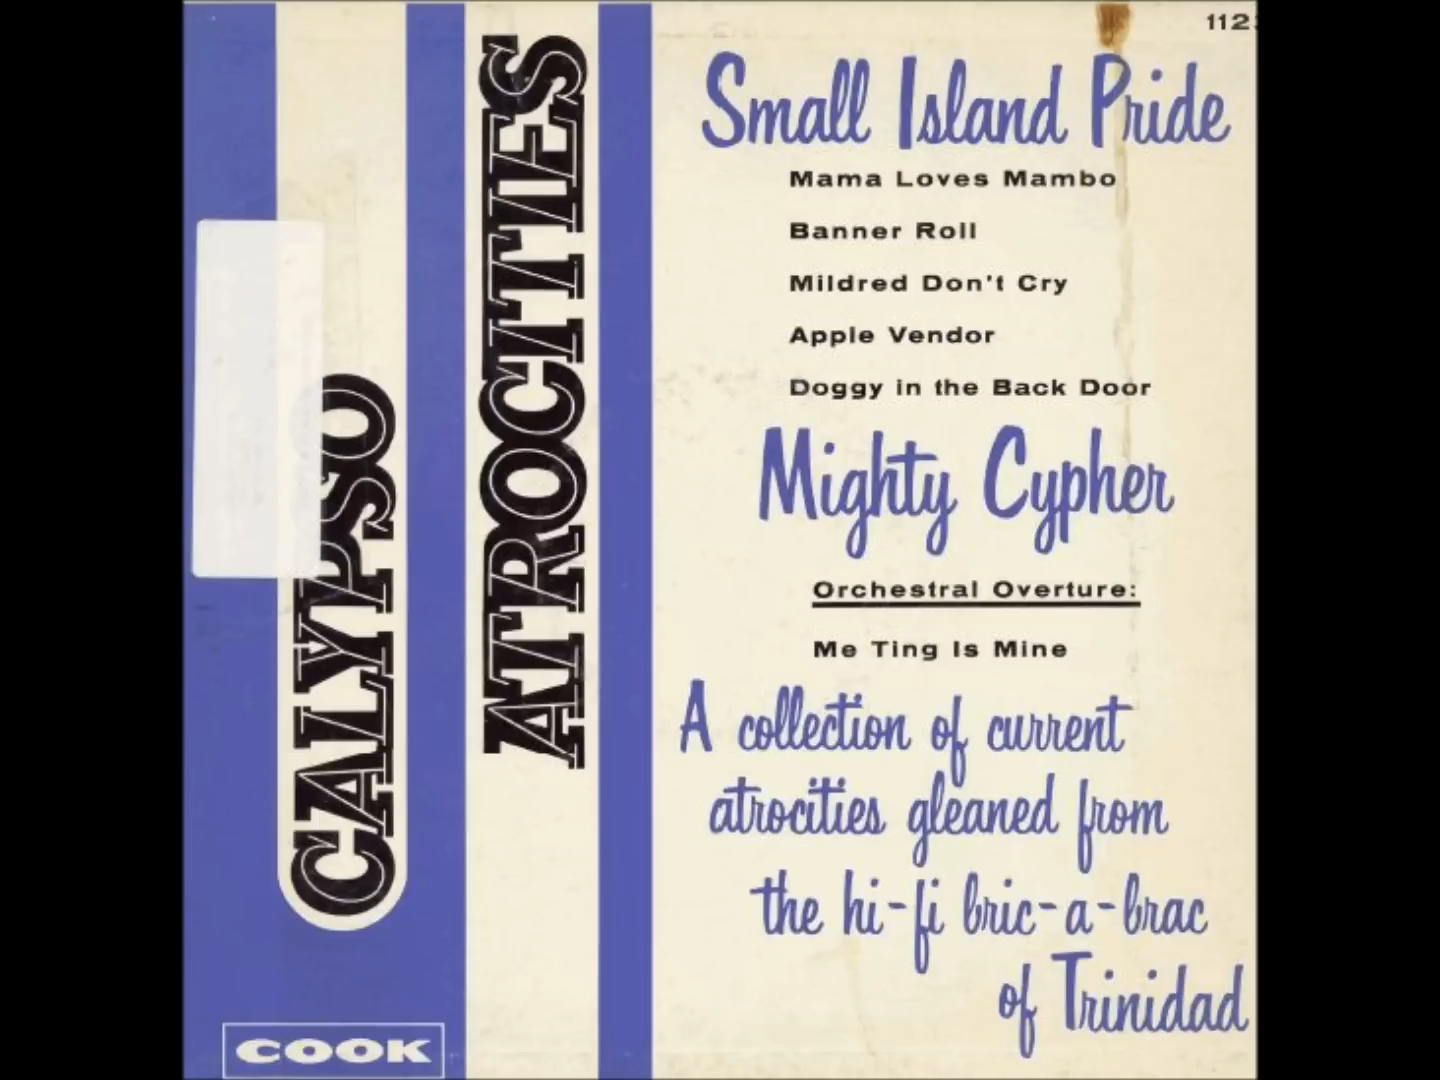 1123
Small Island Pride
Mama Loves Mambo
Banner Roll
Mildred Don't Cry
Apple Vendor
Doggy in the Back Door
Mighty Cypher
Orchestral Overture:
Me Ting Is Mine
A collection of current
atrocities gleaned from
the hi-fi bric-a-brac
of Trinidad
CALYPSO
ATROCITIES
COOK